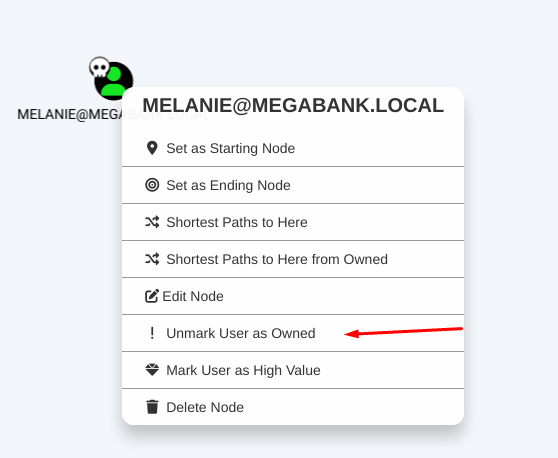 MELANIE@MEGABANK.LOCAL
MELANIE@MEGABANK.LOCAL
Set as Starting Node
Set as Ending Node
Shortest Paths to Here
Shortest Paths to Here from Owned
Edit Node
Unmark User as Owned
Mark User as High Value
Delete Node